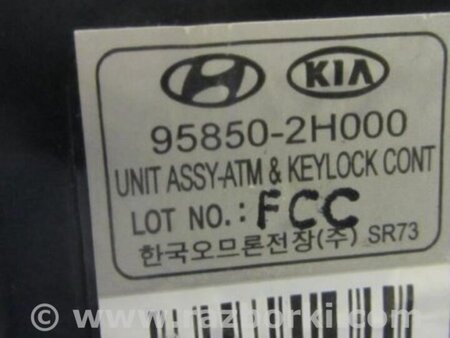 KIA
95850-2H000
UNIT ASSY-ATM & KEYLOCK CONT
LOT NO.: FCC
한국오므론전장(주) SR73
© www.razborki.com